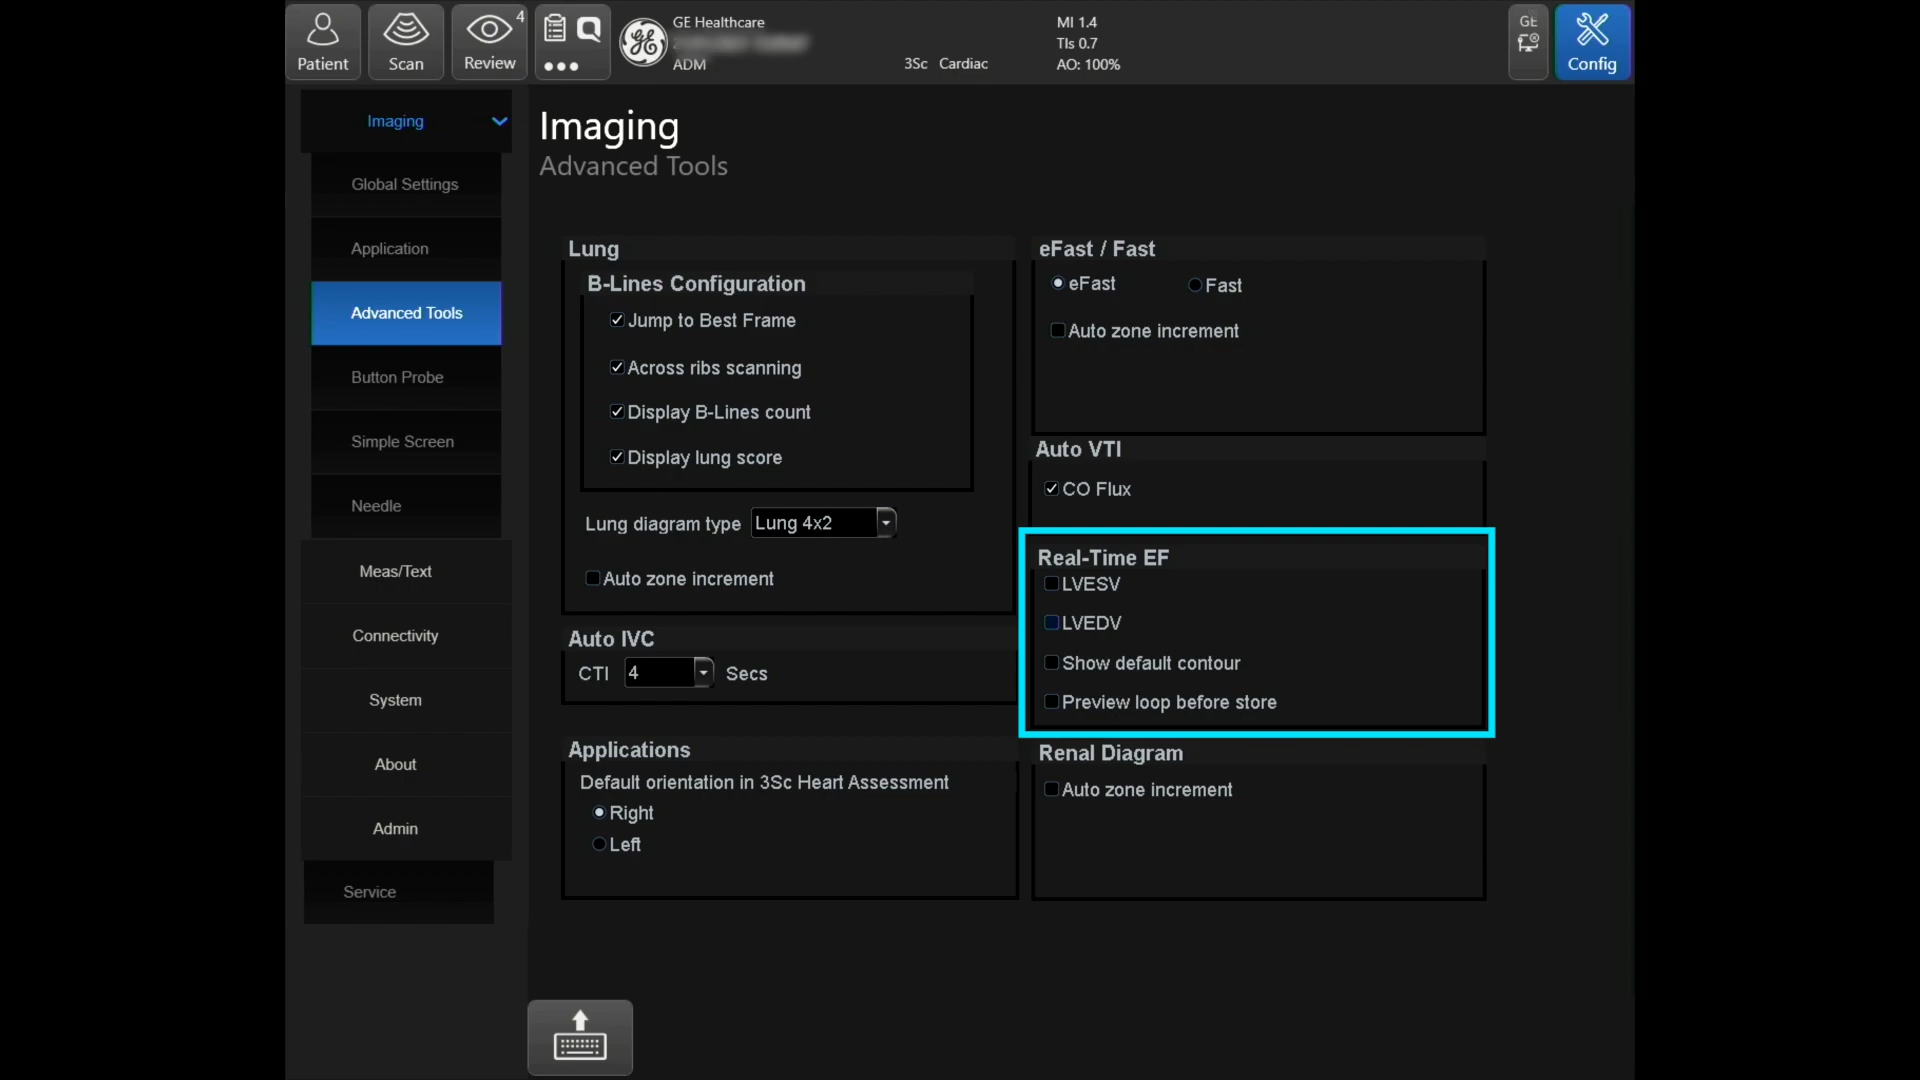 Patient
Scan
Review
4
GE Healthcare
ADM
3Sc Cardiac
MI 1.4
TIs 0.7
AO: 100%
GE
Config
Imaging
Global Settings
Application
Advanced Tools
Button Probe
Simple Screen
Needle
Meas/Text
Connectivity
System
About
Admin
Service
Imaging
Advanced Tools
Lung
B-Lines Configuration
Jump to Best Frame
Across ribs scanning
Display B-Lines count
Display lung score
Lung diagram type Lung 4x2
Auto zone increment
Auto IVC
CTI 4 Secs
Applications
Default orientation in 3Sc Heart Assessment
Right
Left
eFast / Fast
eFast Fast
Auto zone increment
Auto VTI
CO Flux
Real-Time EF
LVESV
LVEDV
Show default contour
Preview loop before store
Renal Diagram
Auto zone increment